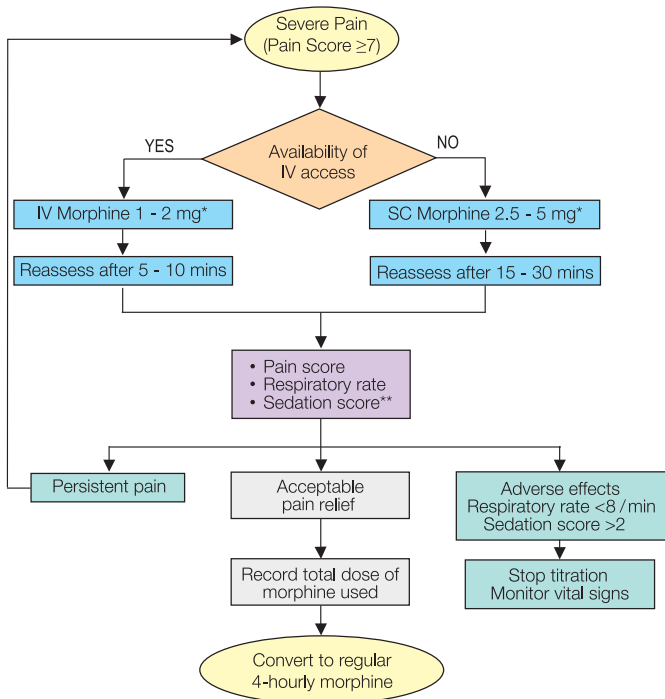 Severe Pain
(Pain Score ≥7)
Availability of
IV access
YES
NO
IV Morphine 1 - 2 mg*
SC Morphine 2.5 - 5 mg*
Reassess after 5 - 10 mins
Reassess after 15 - 30 mins
• Pain score
• Respiratory rate
• Sedation score**
Persistent pain
Acceptable
pain relief
Adverse effects
Respiratory rate <8 / min
Sedation score >2
Record total dose of
morphine used
Stop titration
Monitor vital signs
Convert to regular
4-hourly morphine